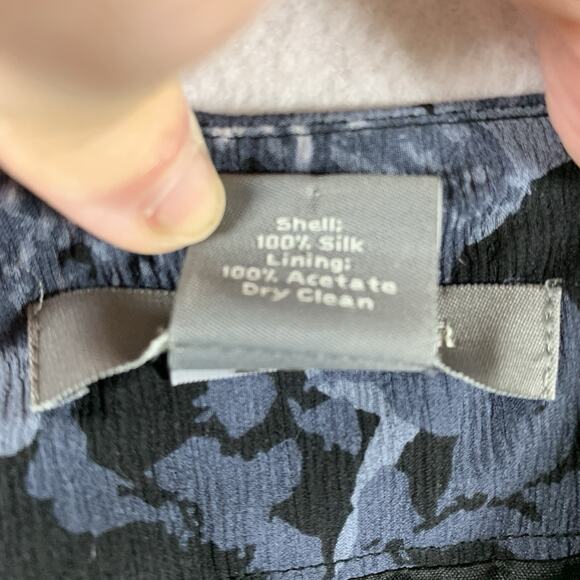 Shell:
100% Silk
Lining:
100% Acetate
Dry Clean